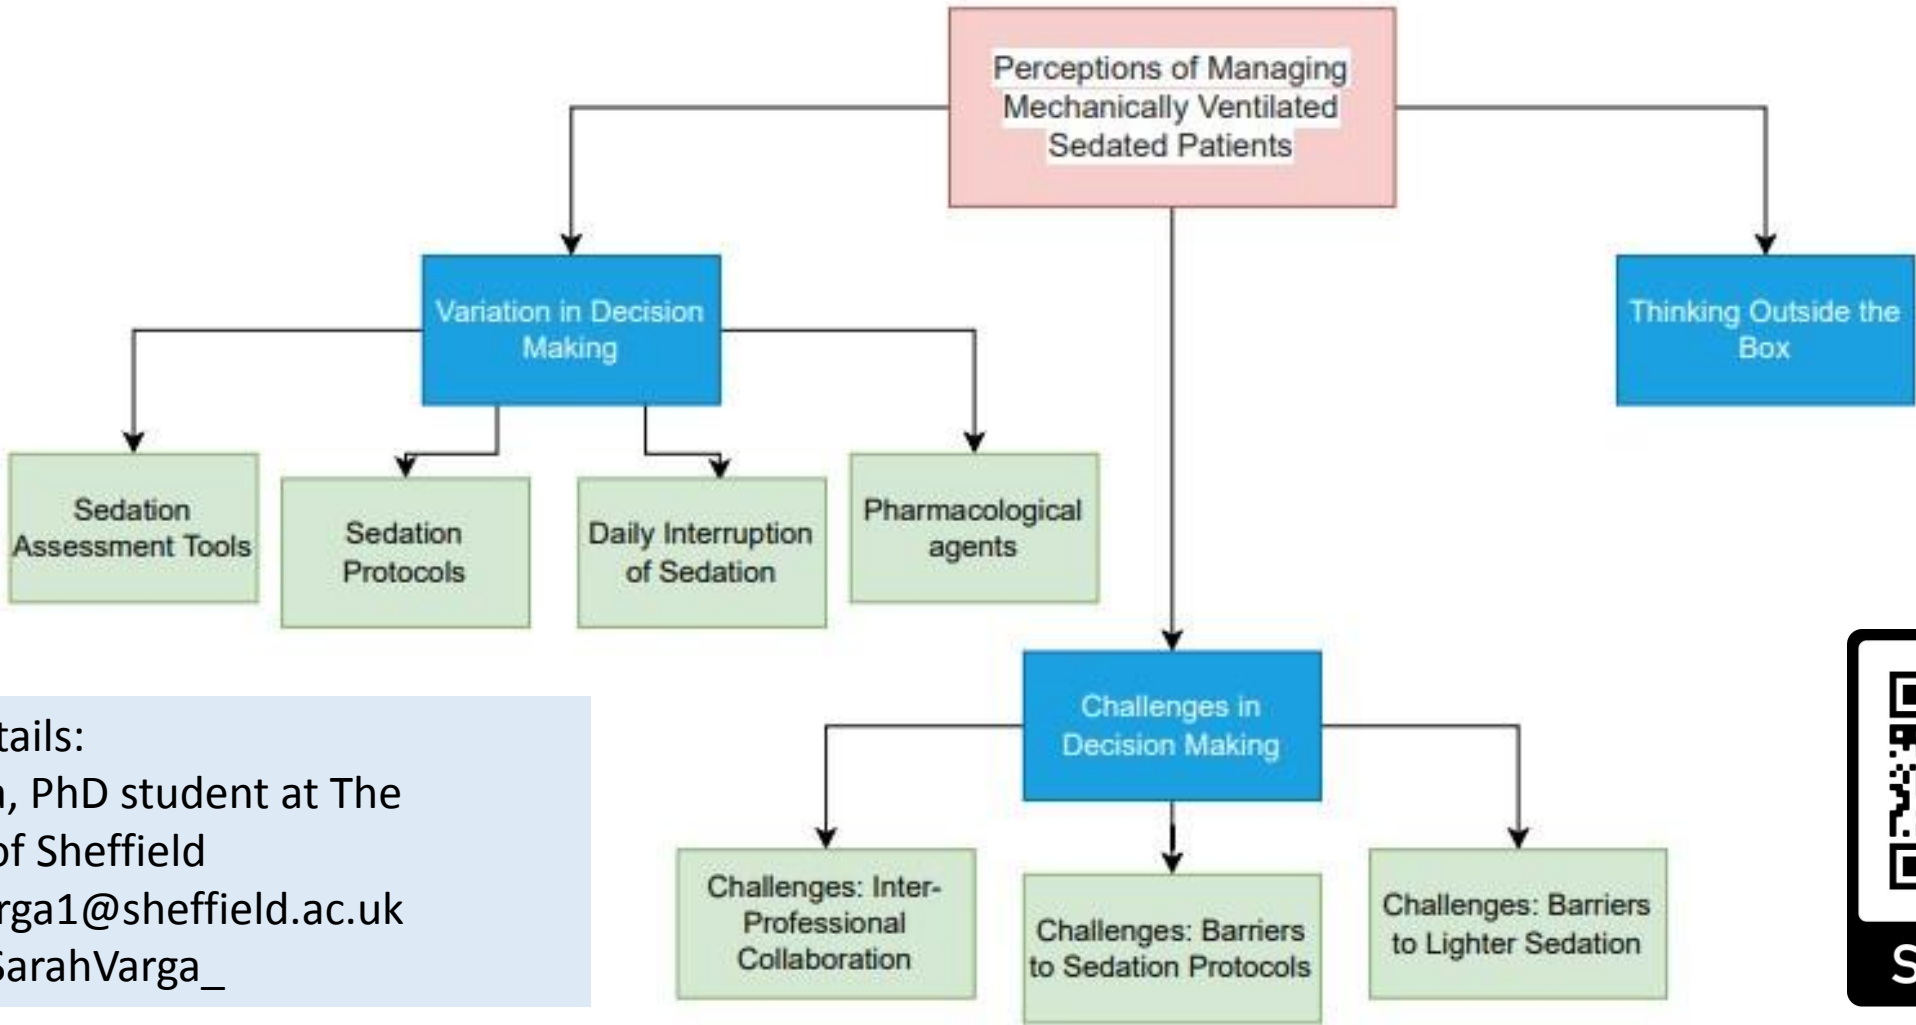 Perceptions of Managing
Mechanically Ventilated
Sedated Patients
Variation in Decision
Making
Thinking Outside the
Box
Sedation
Assessment Tools
Sedation
Protocols
Daily Interruption
of Sedation
Pharmacological
agents
Challenges in
Decision Making
Challenges: Inter-
Professional
Collaboration
Challenges: Barriers
to Sedation Protocols
Challenges: Barriers
to Lighter Sedation
tails:
, PhD student at The
of Sheffield
rga1@sheffield.ac.uk
SarahVarga_
S